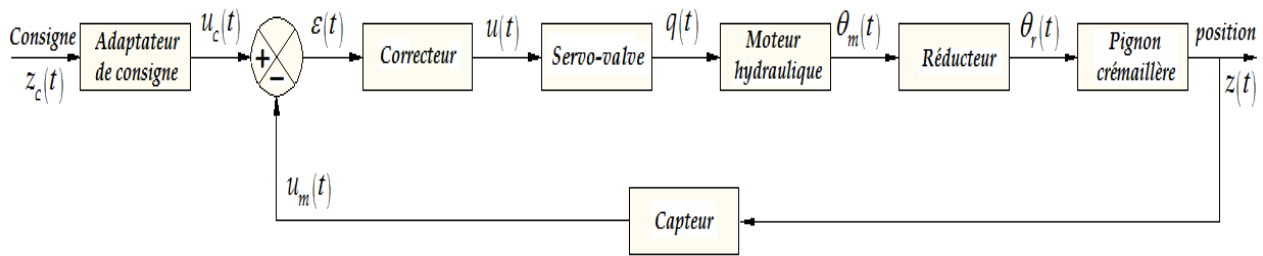 Consigne
z_c(t)
Adaptateur
de consigne
u_c(t)
+
−
ε(t)
Correcteur
u(t)
Servo-valve
q(t)
Moteur
hydraulique
θ_m(t)
Réducteur
θ_r(t)
Pignon
crémaillère
position
z(t)
u_m(t)
Capteur